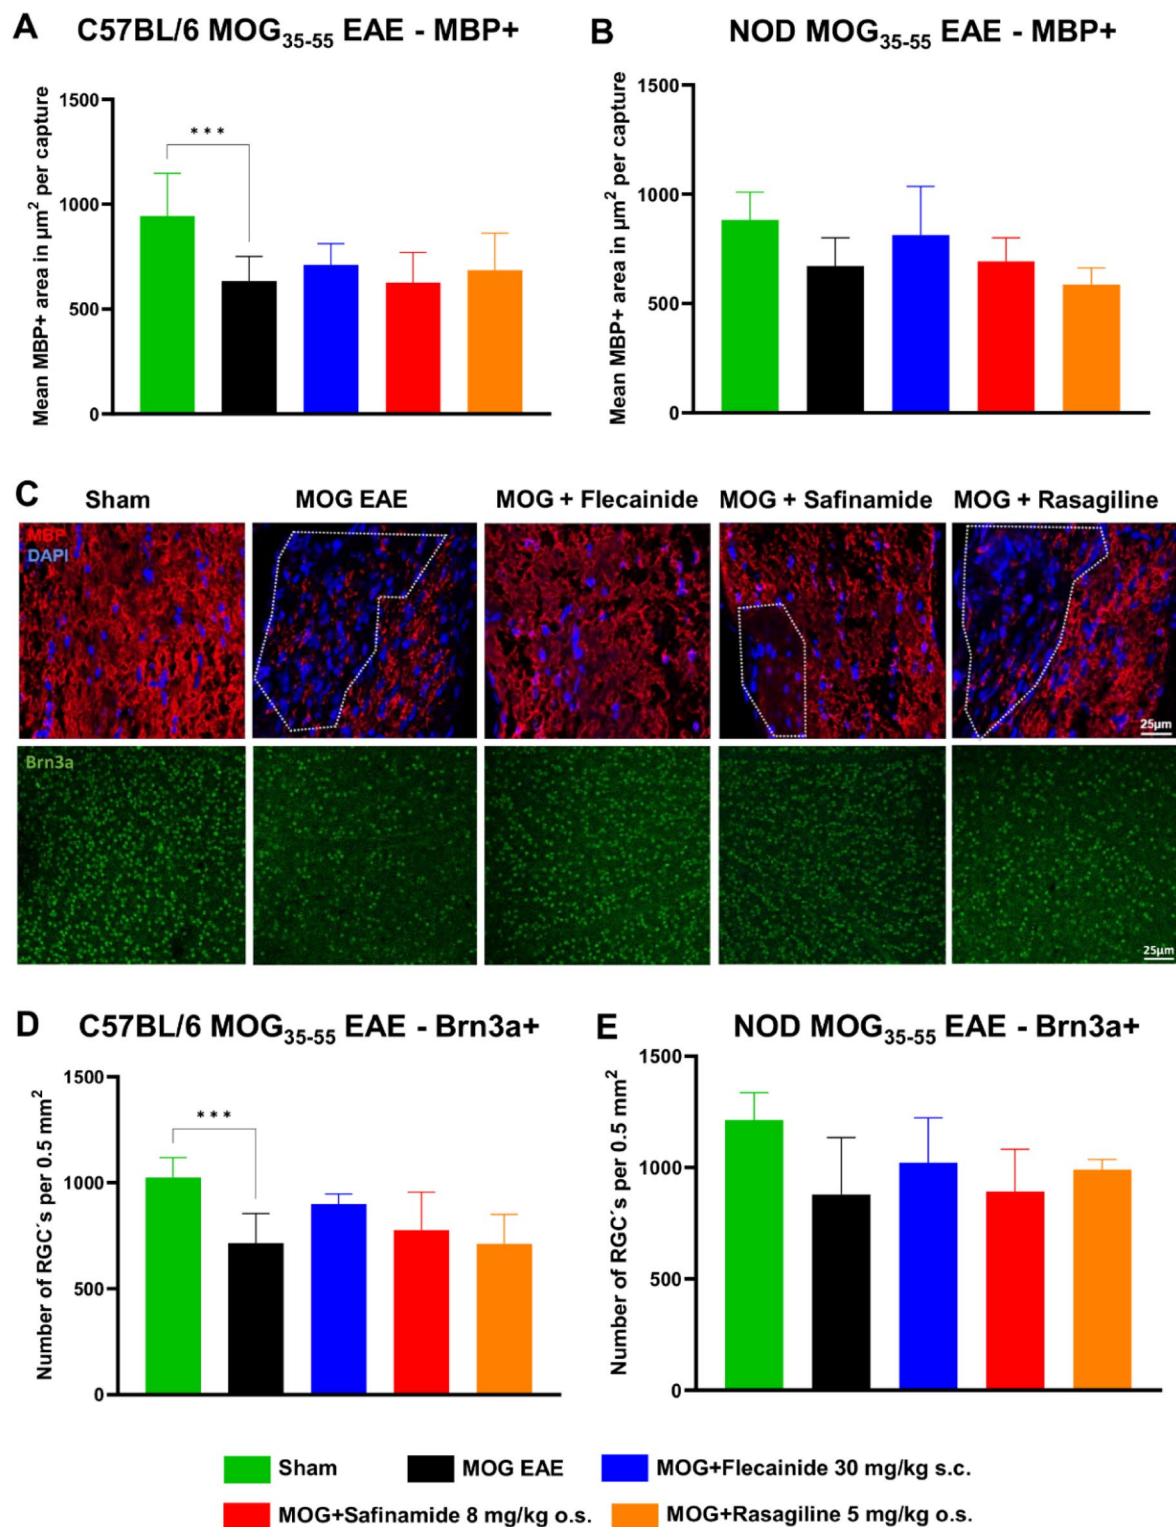 A C57BL/6 MOG35-55 EAE - MBP+
Mean MBP+ area in µm2 per capture
1500
1000
500
0
***
B NOD MOG35-55 EAE - MBP+
Mean MBP+ area in µm2 per capture
1500
1000
500
0
C
Sham MOG EAE MOG + Flecainide MOG + Safinamide MOG + Rasagiline
MBP
DAPI
25µm
Brn3a
25µm
D C57BL/6 MOG35-55 EAE - Brn3a+
Number of RGC´s per 0.5 mm2
1500
1000
500
0
***
E NOD MOG35-55 EAE - Brn3a+
Number of RGC´s per 0.5 mm2
1500
1000
500
0
Sham MOG EAE MOG+Flecainide 30 mg/kg s.c.
MOG+Safinamide 8 mg/kg o.s. MOG+Rasagiline 5 mg/kg o.s.